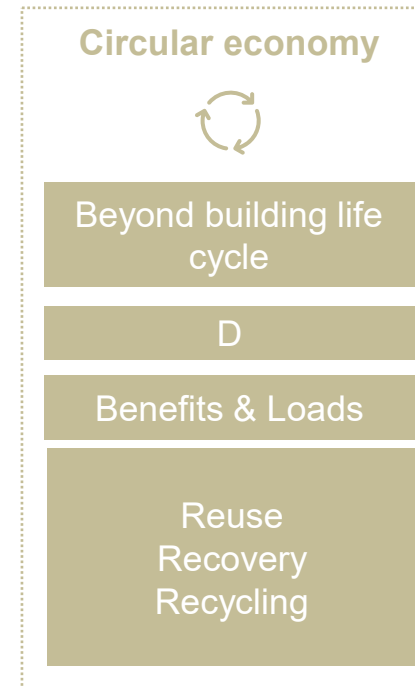 Circular economy
Beyond building life
cycle
D
Benefits & Loads
Reuse
Recovery
Recycling